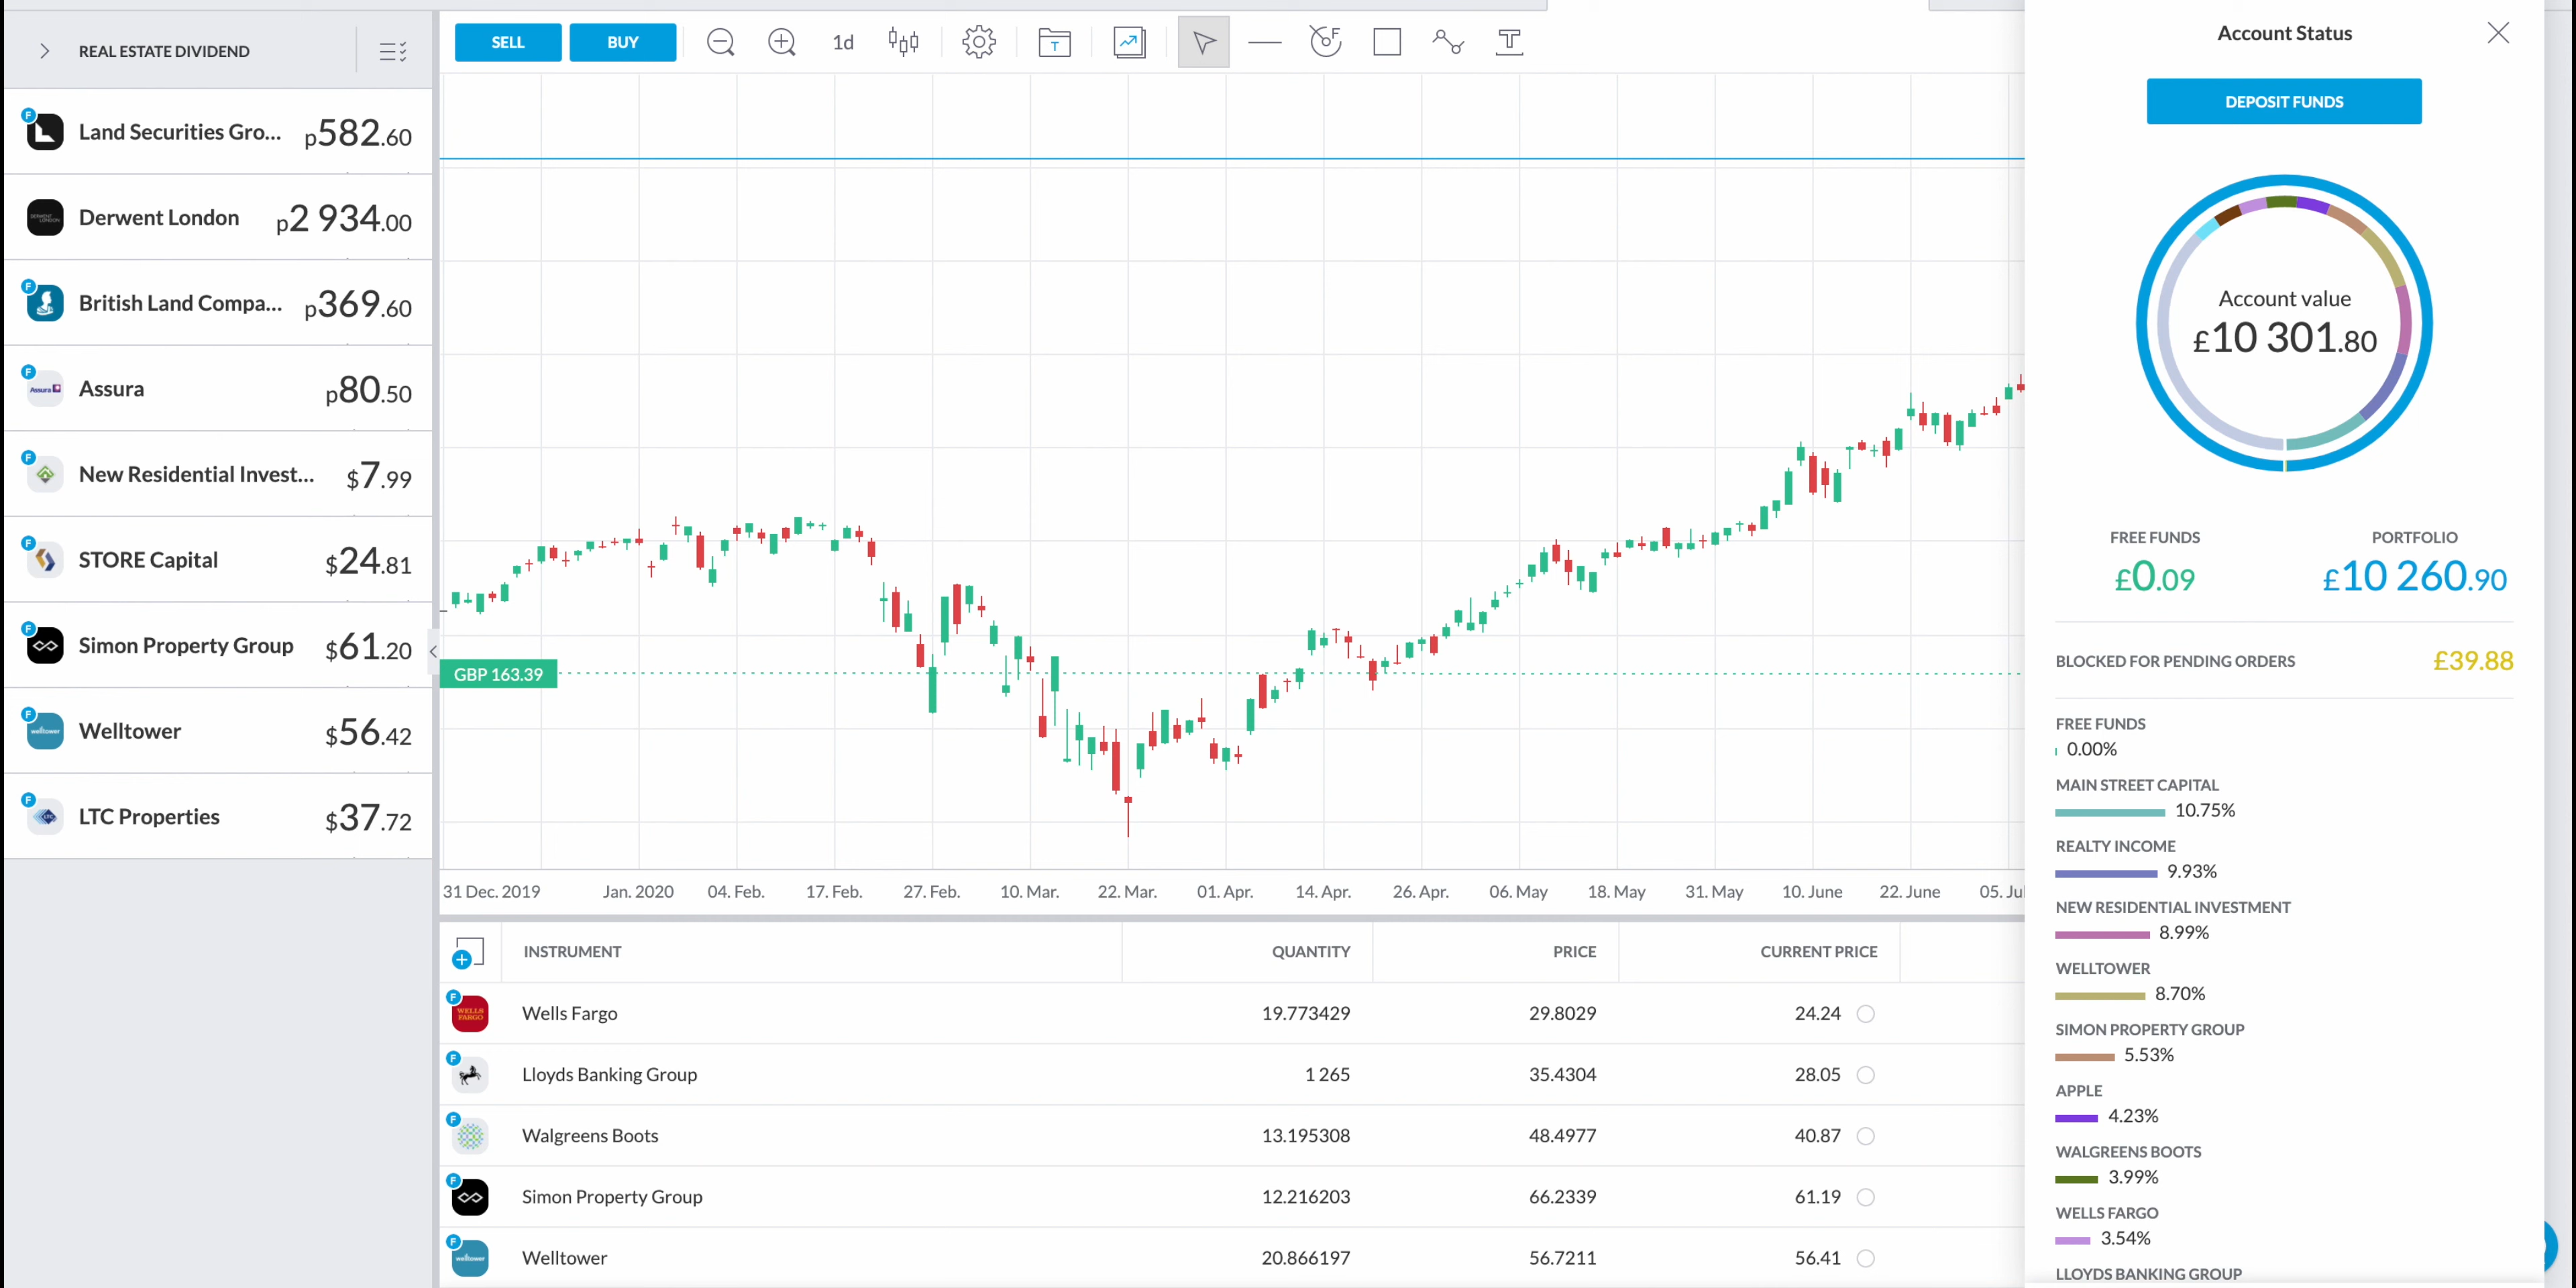 REAL ESTATE DIVIDEND
Land Securities Gro... p582.60
Derwent London p2 934.00
British Land Compa... p369.60
Assura p80.50
New Residential Invest... $7.99
STORE Capital $24.81
Simon Property Group $61.20
Welltower $56.42
LTC Properties $37.72
SELL BUY 1d
GBP 163.39
31 Dec. 2019 Jan. 2020 04. Feb. 17. Feb. 27. Feb. 10. Mar. 22. Mar. 01. Apr. 14. Apr. 26. Apr. 06. May 18. May 31. May 10. June 22. June 05. Jul
INSTRUMENT QUANTITY PRICE CURRENT PRICE
Wells Fargo 19.773429 29.8029 24.24
Lloyds Banking Group 1 265 35.4304 28.05
Walgreens Boots 13.195308 48.4977 40.87
Simon Property Group 12.216203 66.2339 61.19
Welltower 20.866197 56.7211 56.41
Account Status
DEPOSIT FUNDS
Account value
£10 301.80
FREE FUNDS PORTFOLIO
£0.09 £10 260.90
BLOCKED FOR PENDING ORDERS £39.88
FREE FUNDS
0.00%
MAIN STREET CAPITAL
10.75%
REALTY INCOME
9.93%
NEW RESIDENTIAL INVESTMENT
8.99%
WELLTOWER
8.70%
SIMON PROPERTY GROUP
5.53%
APPLE
4.23%
WALGREENS BOOTS
3.99%
WELLS FARGO
3.54%
LLOYDS BANKING GROUP